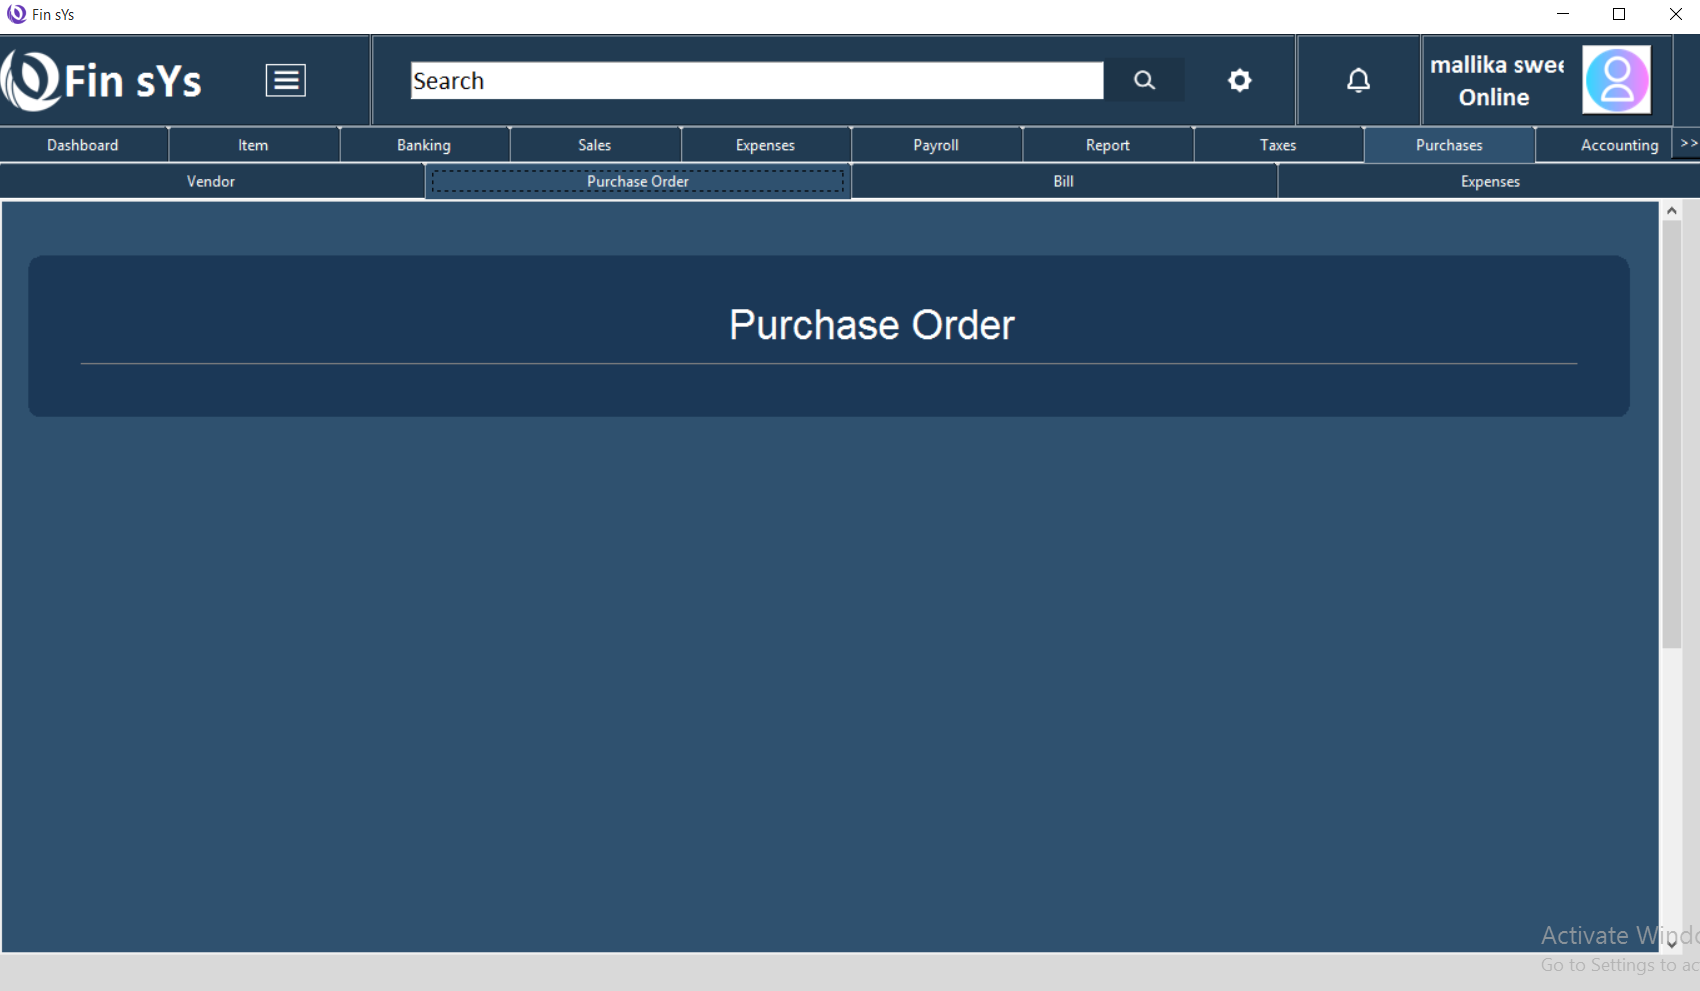 Fin sYs
Fin sYs
Search
mallika swee
Online
Dashboard Item Banking Sales Expenses Payroll Report Taxes Purchases Accounting >>
Vendor Purchase Order Bill Expenses
Purchase Order
Activate Windo
Go to Settings to ac